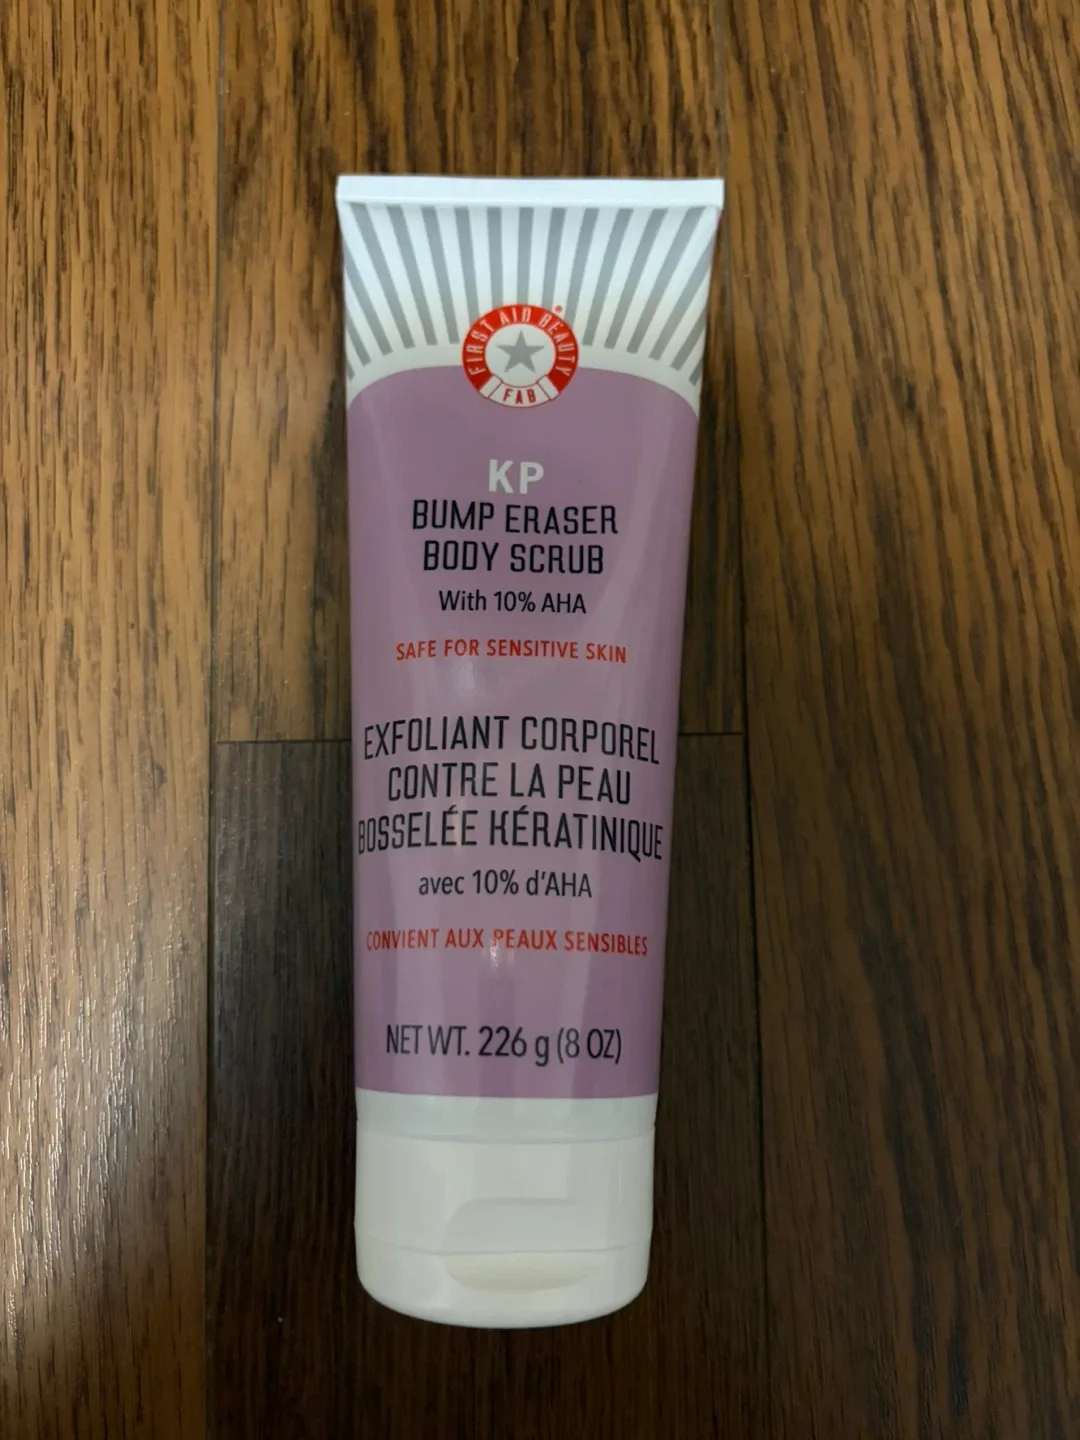 FIRST AID BEAUTY®
FAB
KP
BUMP ERASER
BODY SCRUB
With 10% AHA
SAFE FOR SENSITIVE SKIN
EXFOLIANT CORPOREL
CONTRE LA PEAU
BOSSELÉE KÉRATINIQUE
avec 10% d'AHA
CONVIENT AUX PEAUX SENSIBLES
NET WT. 226 g (8 OZ)